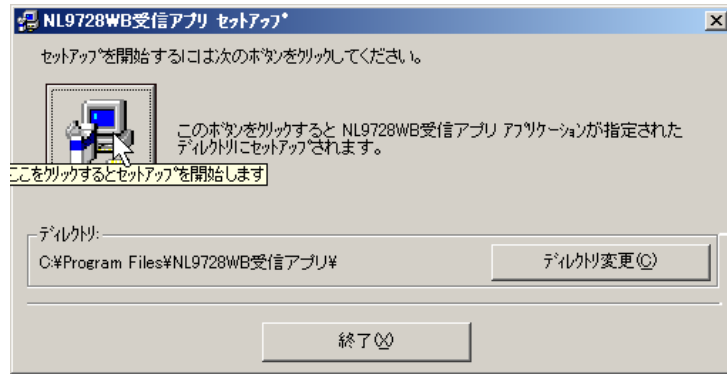 NL9728WB受信アプリ セットアップ
セットアップを開始するには次のボタンをクリックしてください。
このボタンをクリックすると NL9728WB受信アプリ アプリケーションが指定された
ディレクトリにセットアップされます。
ここをクリックするとセットアップを開始します
ディレクトリ:
C:¥Program Files¥NL9728WB受信アプリ¥
ディレクトリ変更(C)
終了(X)